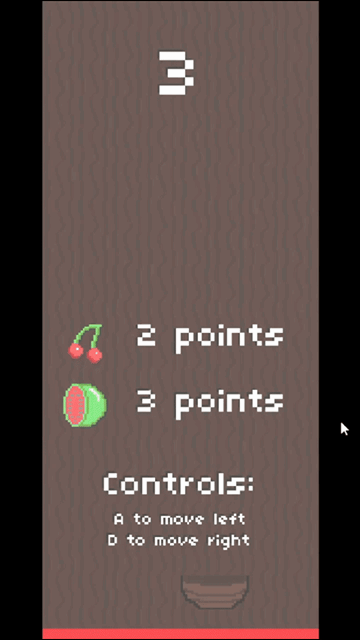 3
2 points
3 points
Controls:
A to move left
D to move right